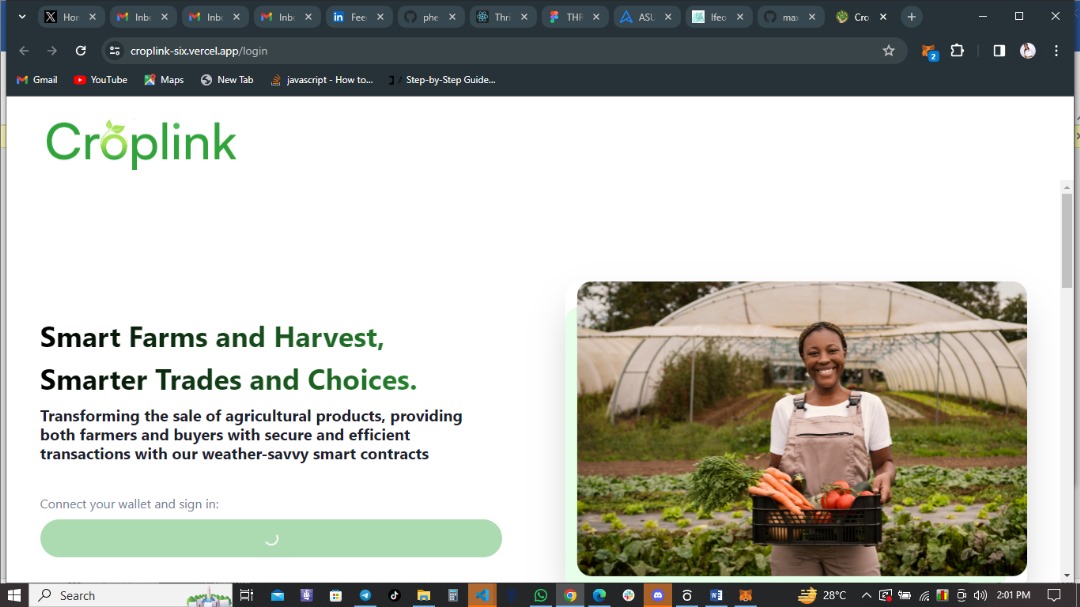 Hor
Inb
Inb
Inb
Fee
phe
Thri
THF
ASU
Ifeo
ma
Cro
croplink-six.vercel.app/login
2
Gmail
YouTube
Maps
New Tab
javascript - How to...
Step-by-Step Guide...
Croplink
Smart Farms and Harvest,
Smarter Trades and Choices.
Transforming the sale of agricultural products, providing
both farmers and buyers with secure and efficient
transactions with our weather-savvy smart contracts
Connect your wallet and sign in:
Search
28°C
2:01 PM